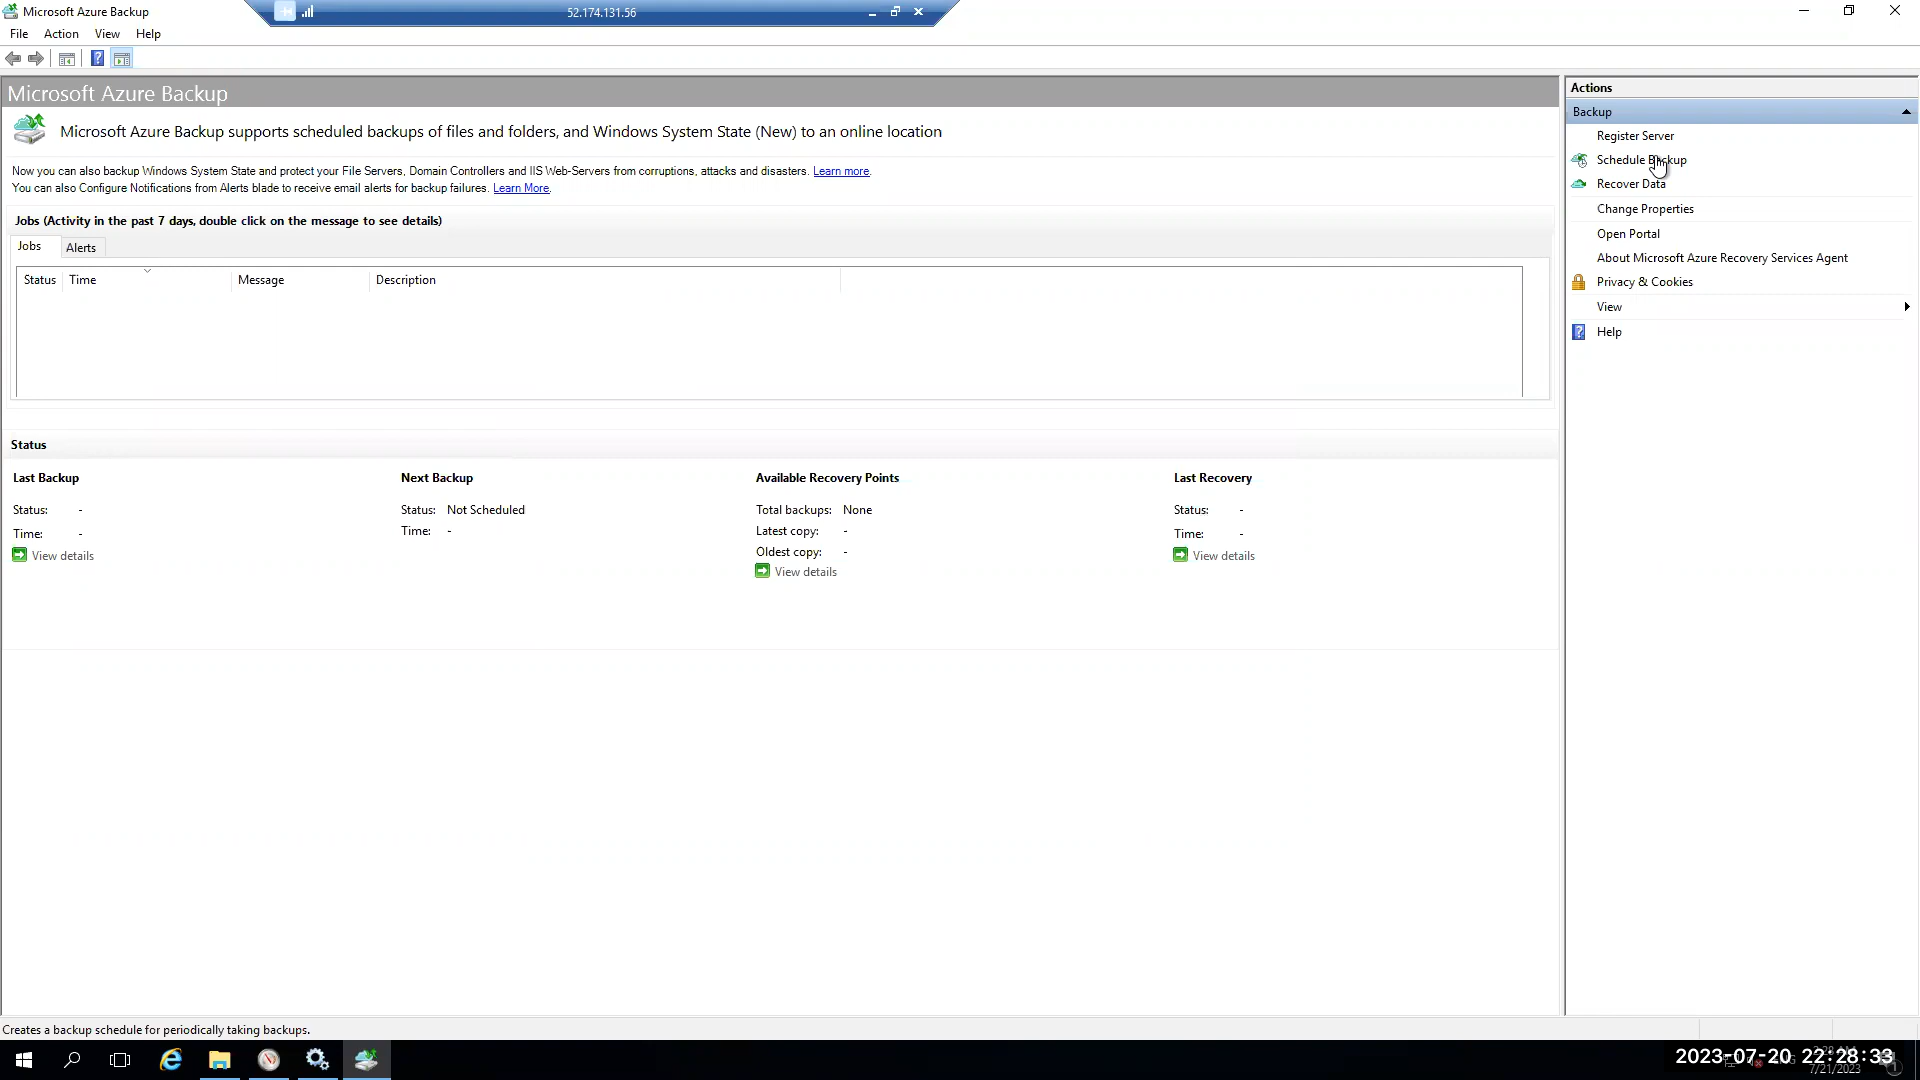 Microsoft Azure Backup
52.174.131.56
File Action View Help
Microsoft Azure Backup
Microsoft Azure Backup supports scheduled backups of files and folders, and Windows System State (New) to an online location
Now you can also backup Windows System State and protect your File Servers, Domain Controllers and IIS Web-Servers from corruptions, attacks and disasters. Learn more.
You can also Configure Notifications from Alerts blade to receive email alerts for backup failures. Learn More.
Jobs (Activity in the past 7 days, double click on the message to see details)
Jobs Alerts
Status Time Message Description
Status
Last Backup
Status: -
Time: -
View details
Next Backup
Status: Not Scheduled
Time: -
Available Recovery Points
Total backups: None
Latest copy: -
Oldest copy: -
View details
Last Recovery
Status: -
Time: -
View details
Actions
Backup
Register Server
Schedule Backup
Recover Data
Change Properties
Open Portal
About Microsoft Azure Recovery Services Agent
Privacy & Cookies
View
Help
Creates a backup schedule for periodically taking backups.
2023-07-20 22:28:33
7/21/2023